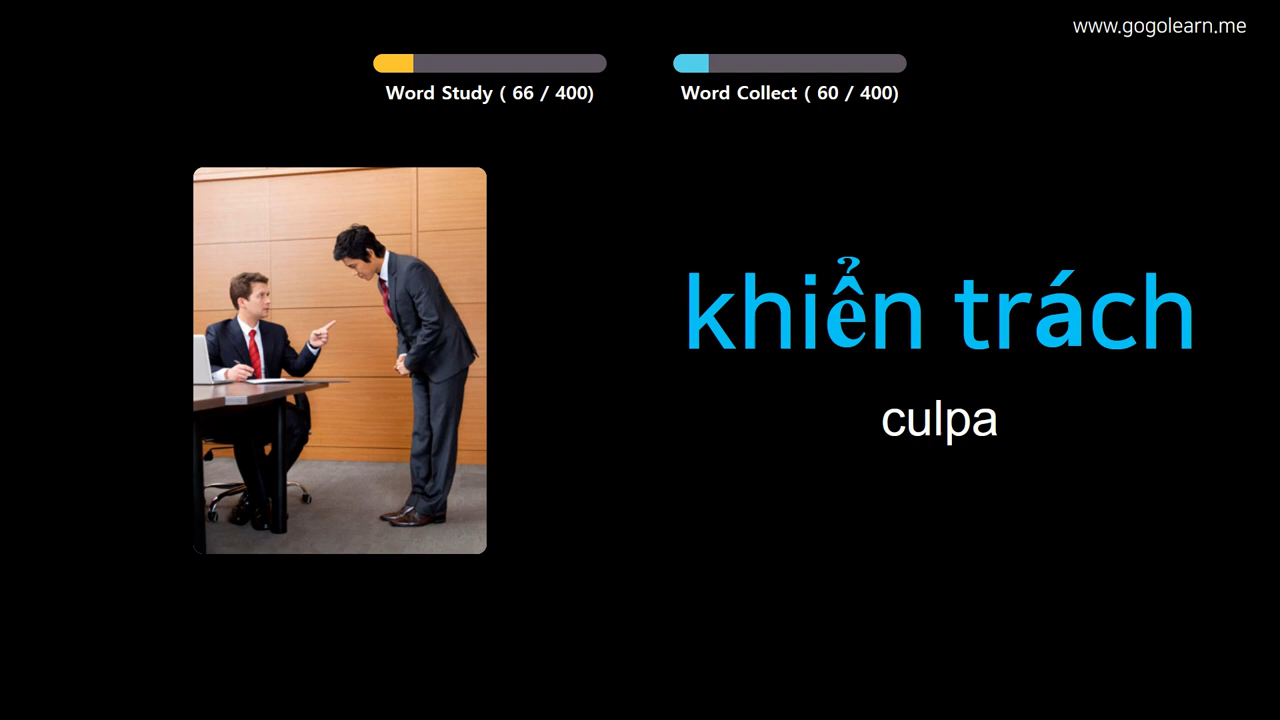 www.gogolearn.me
Word Study ( 66 / 400)
Word Collect ( 60 / 400)
khiển trách
culpa